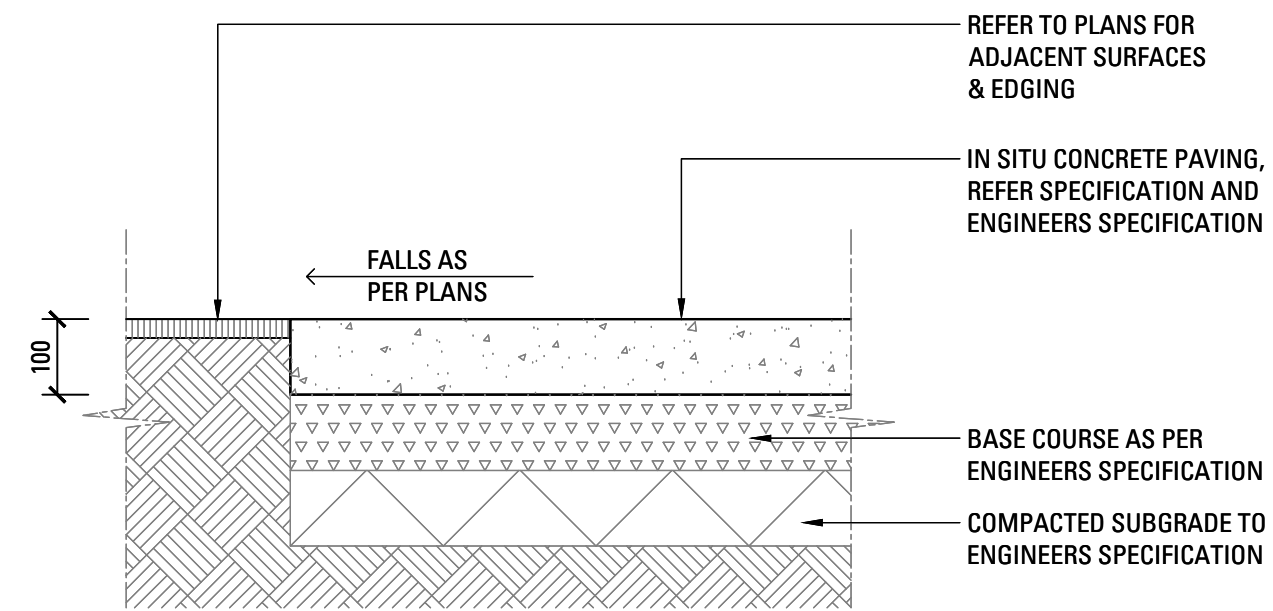 REFER TO PLANS FOR
ADJACENT SURFACES
& EDGING
IN SITU CONCRETE PAVING,
REFER SPECIFICATION AND
ENGINEERS SPECIFICATION
FALLS AS
PER PLANS
100
BASE COURSE AS PER
ENGINEERS SPECIFICATION
COMPACTED SUBGRADE TO
ENGINEERS SPECIFICATION